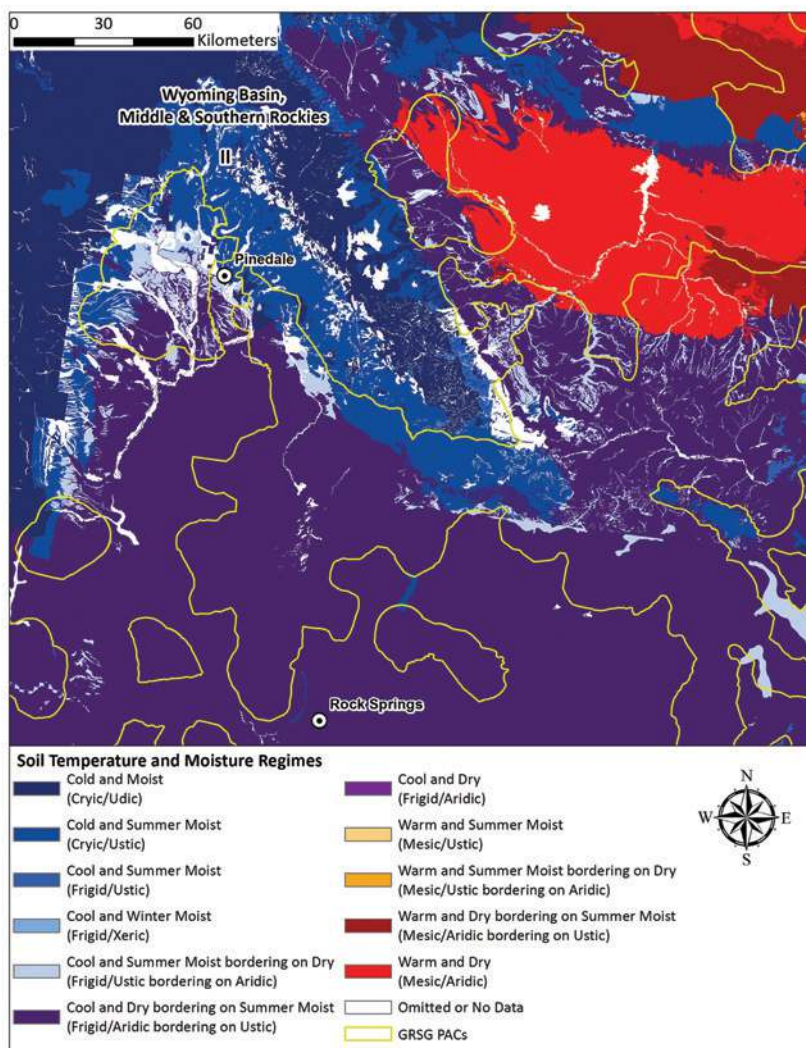 0 30 60
Kilometers
Wyoming Basin,
Middle & Southern Rockies
II
Pinedale
Rock Springs
Soil Temperature and Moisture Regimes
Cold and Moist
(Cryic/Udic)
Cold and Summer Moist
(Cryic/Ustic)
Cool and Summer Moist
(Frigid/Ustic)
Cool and Winter Moist
(Frigid/Xeric)
Cool and Summer Moist bordering on Dry
(Frigid/Ustic bordering on Aridic)
Cool and Dry bordering on Summer Moist
(Frigid/Aridic bordering on Ustic)
Cool and Dry
(Frigid/Aridic)
Warm and Summer Moist
(Mesic/Ustic)
Warm and Summer Moist bordering on Dry
(Mesic/Ustic bordering on Aridic)
Warm and Dry bordering on Summer Moist
(Mesic/Aridic bordering on Ustic)
Warm and Dry
(Mesic/Aridic)
Omitted or No Data
GRSG PACs
N
W E
S